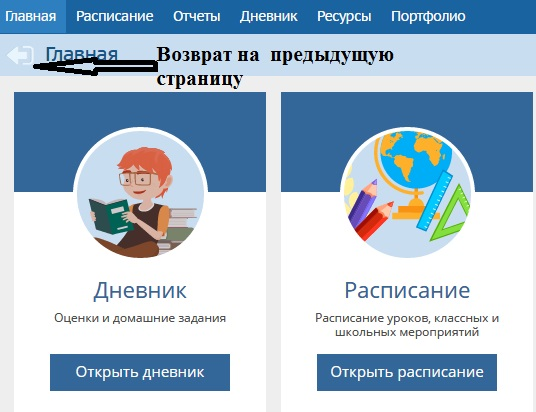 Главная Расписание Отчеты Дневник Ресурсы Портфолио
Главная Возврат на предыдущую
страницу
Дневник
Оценки и домашние задания
Открыть дневник
Расписание
Расписание уроков, классных и
школьных мероприятий
Открыть расписание